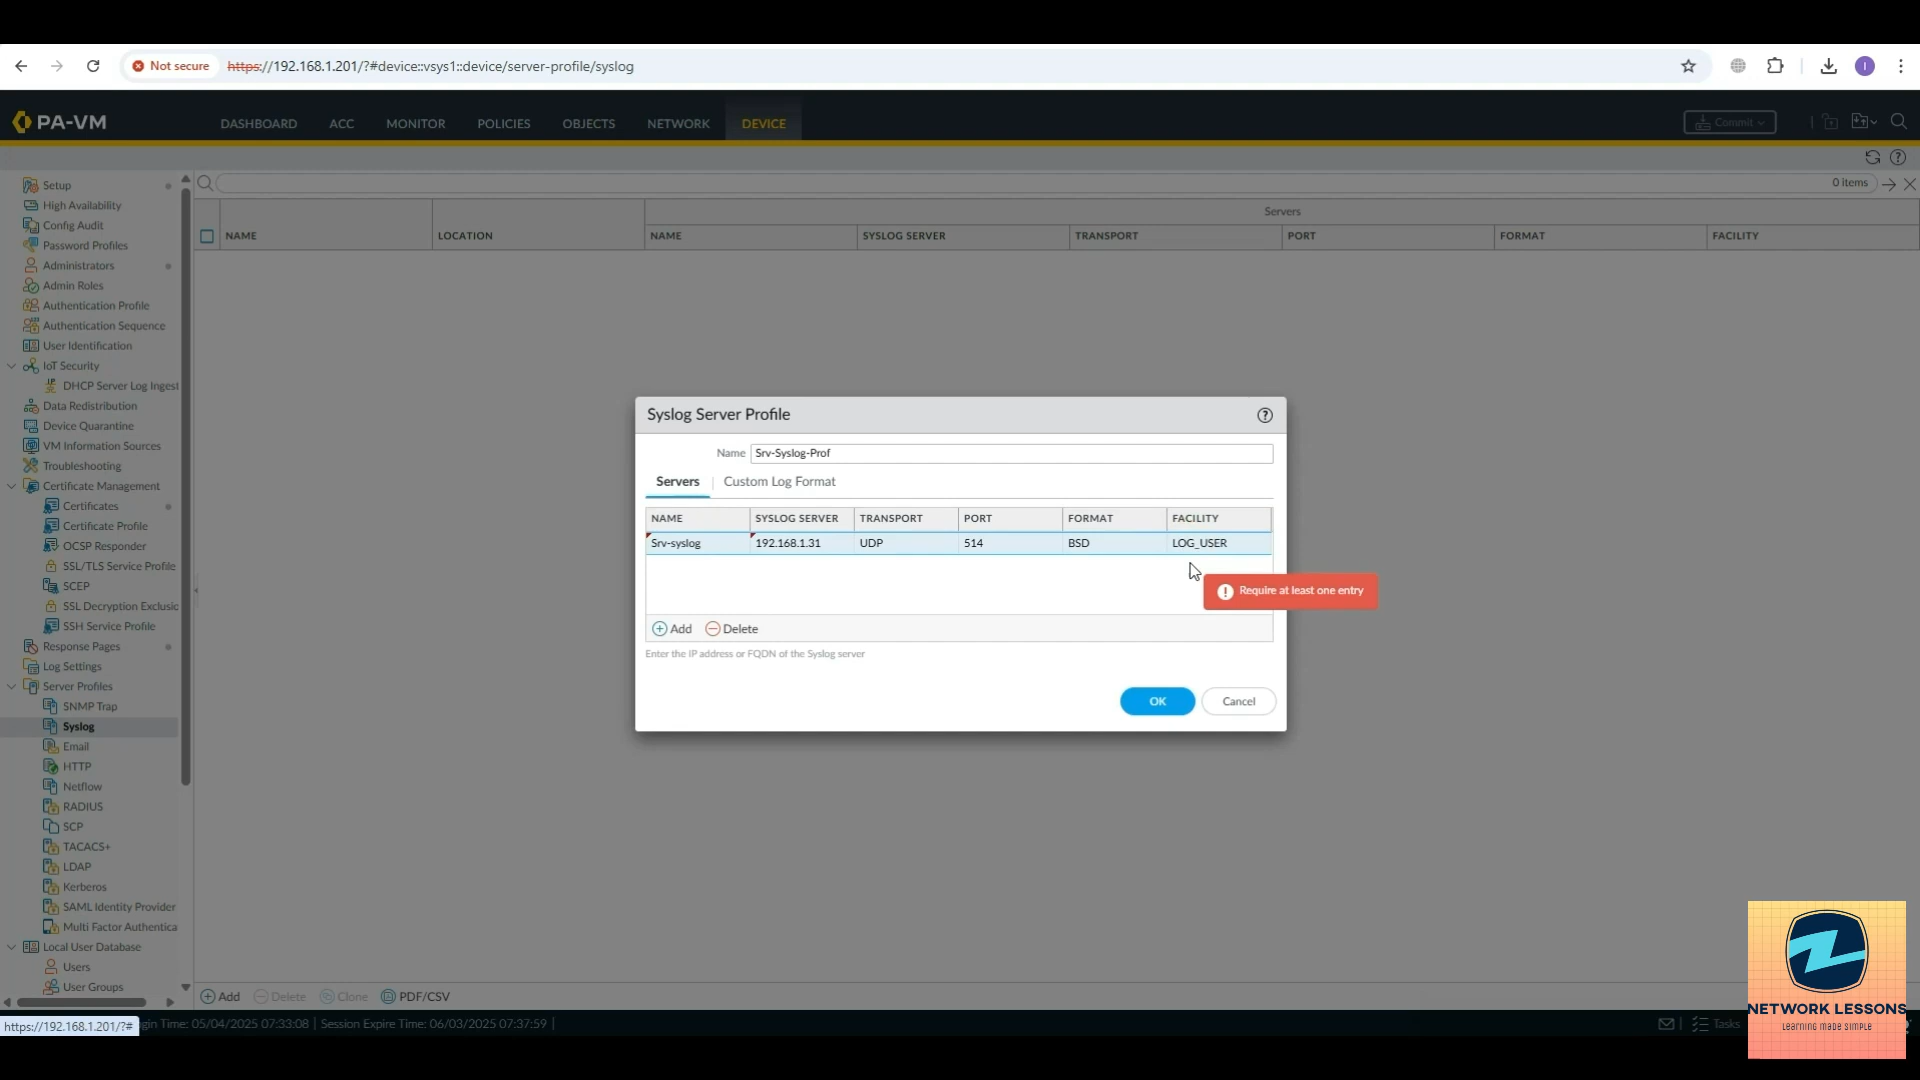 Not secure
https://192.168.1.201/?#device::vsys1::device/server-profile/syslog
I
PA-VM
DASHBOARD
ACC
MONITOR
POLICIES
OBJECTS
NETWORK
DEVICE
Commit
Setup
High Availability
Config Audit
Password Profiles
Administrators
Admin Roles
Authentication Profile
Authentication Sequence
User Identification
IoT Security
DHCP Server Log Ingest
Data Redistribution
Device Quarantine
VM Information Sources
Troubleshooting
Certificate Management
Certificates
Certificate Profile
OCSP Responder
SSL/TLS Service Profile
SCEP
SSL Decryption Exclusic
SSH Service Profile
Response Pages
Log Settings
Server Profiles
SNMP Trap
Syslog
Email
HTTP
Netflow
RADIUS
SCP
TACACS+
LDAP
Kerberos
SAML Identity Provider
Multi Factor Authentica
Local User Database
Users
User Groups
0 items
Servers
NAME LOCATION NAME SYSLOG SERVER TRANSPORT PORT FORMAT FACILITY
Syslog Server Profile
Name Srv-Syslog-Prof
Servers | Custom Log Format
NAME SYSLOG SERVER TRANSPORT PORT FORMAT FACILITY
Srv-syslog 192.168.1.31 UDP 514 BSD LOG_USER
Require at least one entry
Add Delete
Enter the IP address or FQDN of the Syslog server
OK Cancel
Add Delete Clone PDF/CSV
https://192.168.1.201/?#
gin Time: 05/04/2025 07:33:08 | Session Expire Time: 06/03/2025 07:37:59 |
Tasks
NETWORK LESSONS
Learning made simple